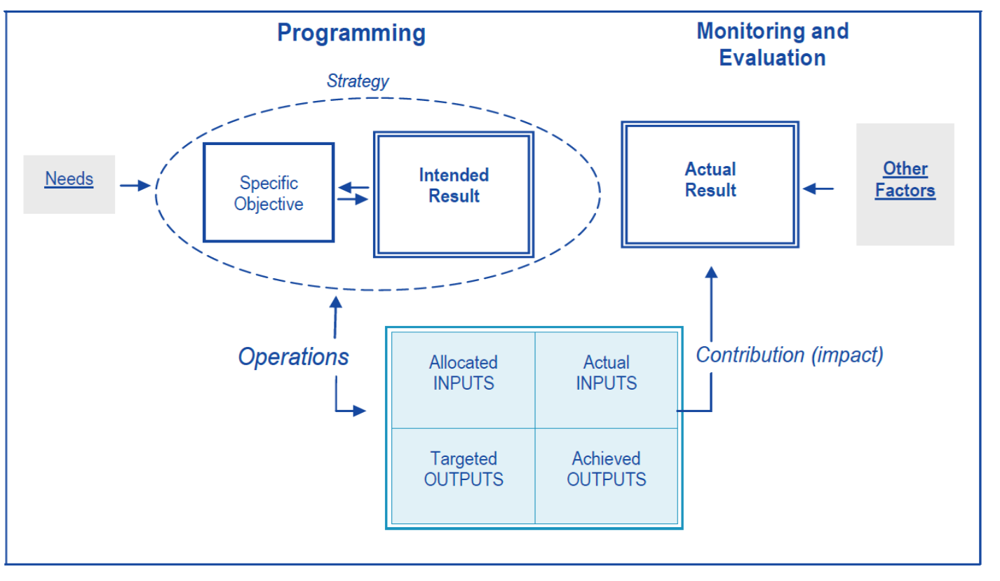 Programming
Monitoring and
Evaluation
Strategy
Needs
Specific
Objective
Intended
Result
Actual
Result
Other
Factors
Operations
Allocated
INPUTS
Actual
INPUTS
Contribution (impact)
Targeted
OUTPUTS
Achieved
OUTPUTS